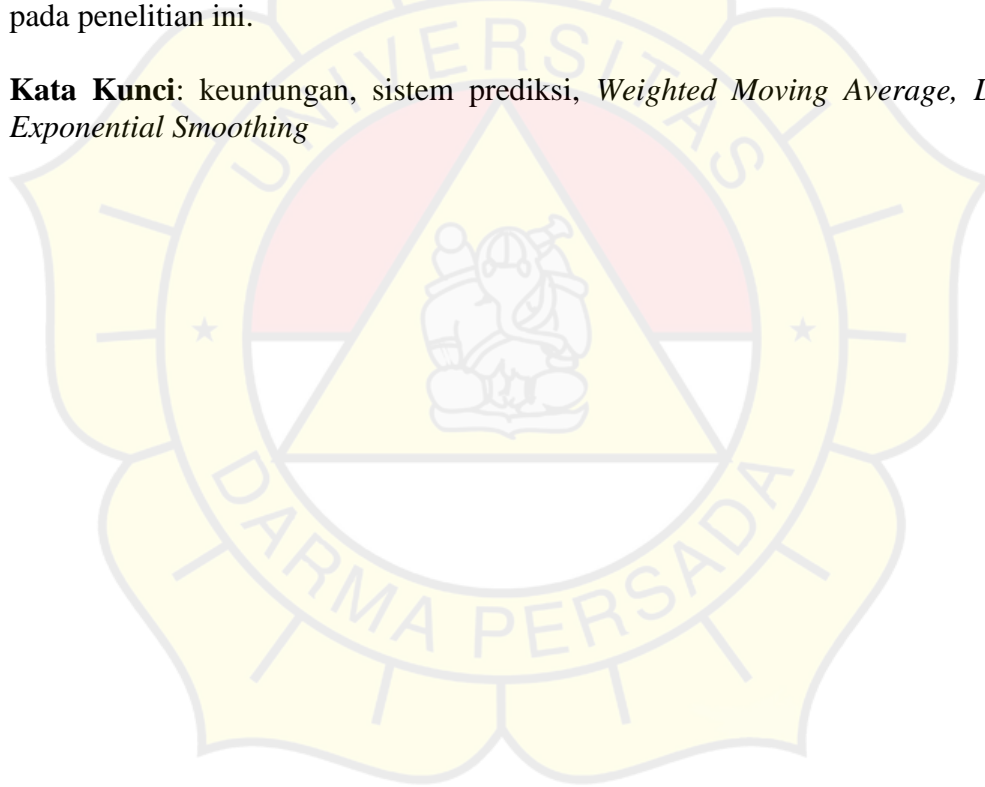 pada penelitian ini.
Kata Kunci: keuntungan, sistem prediksi, Weighted Moving Average,
Exponential Smoothing
UNIVERSITAS
DARMA PERSADA